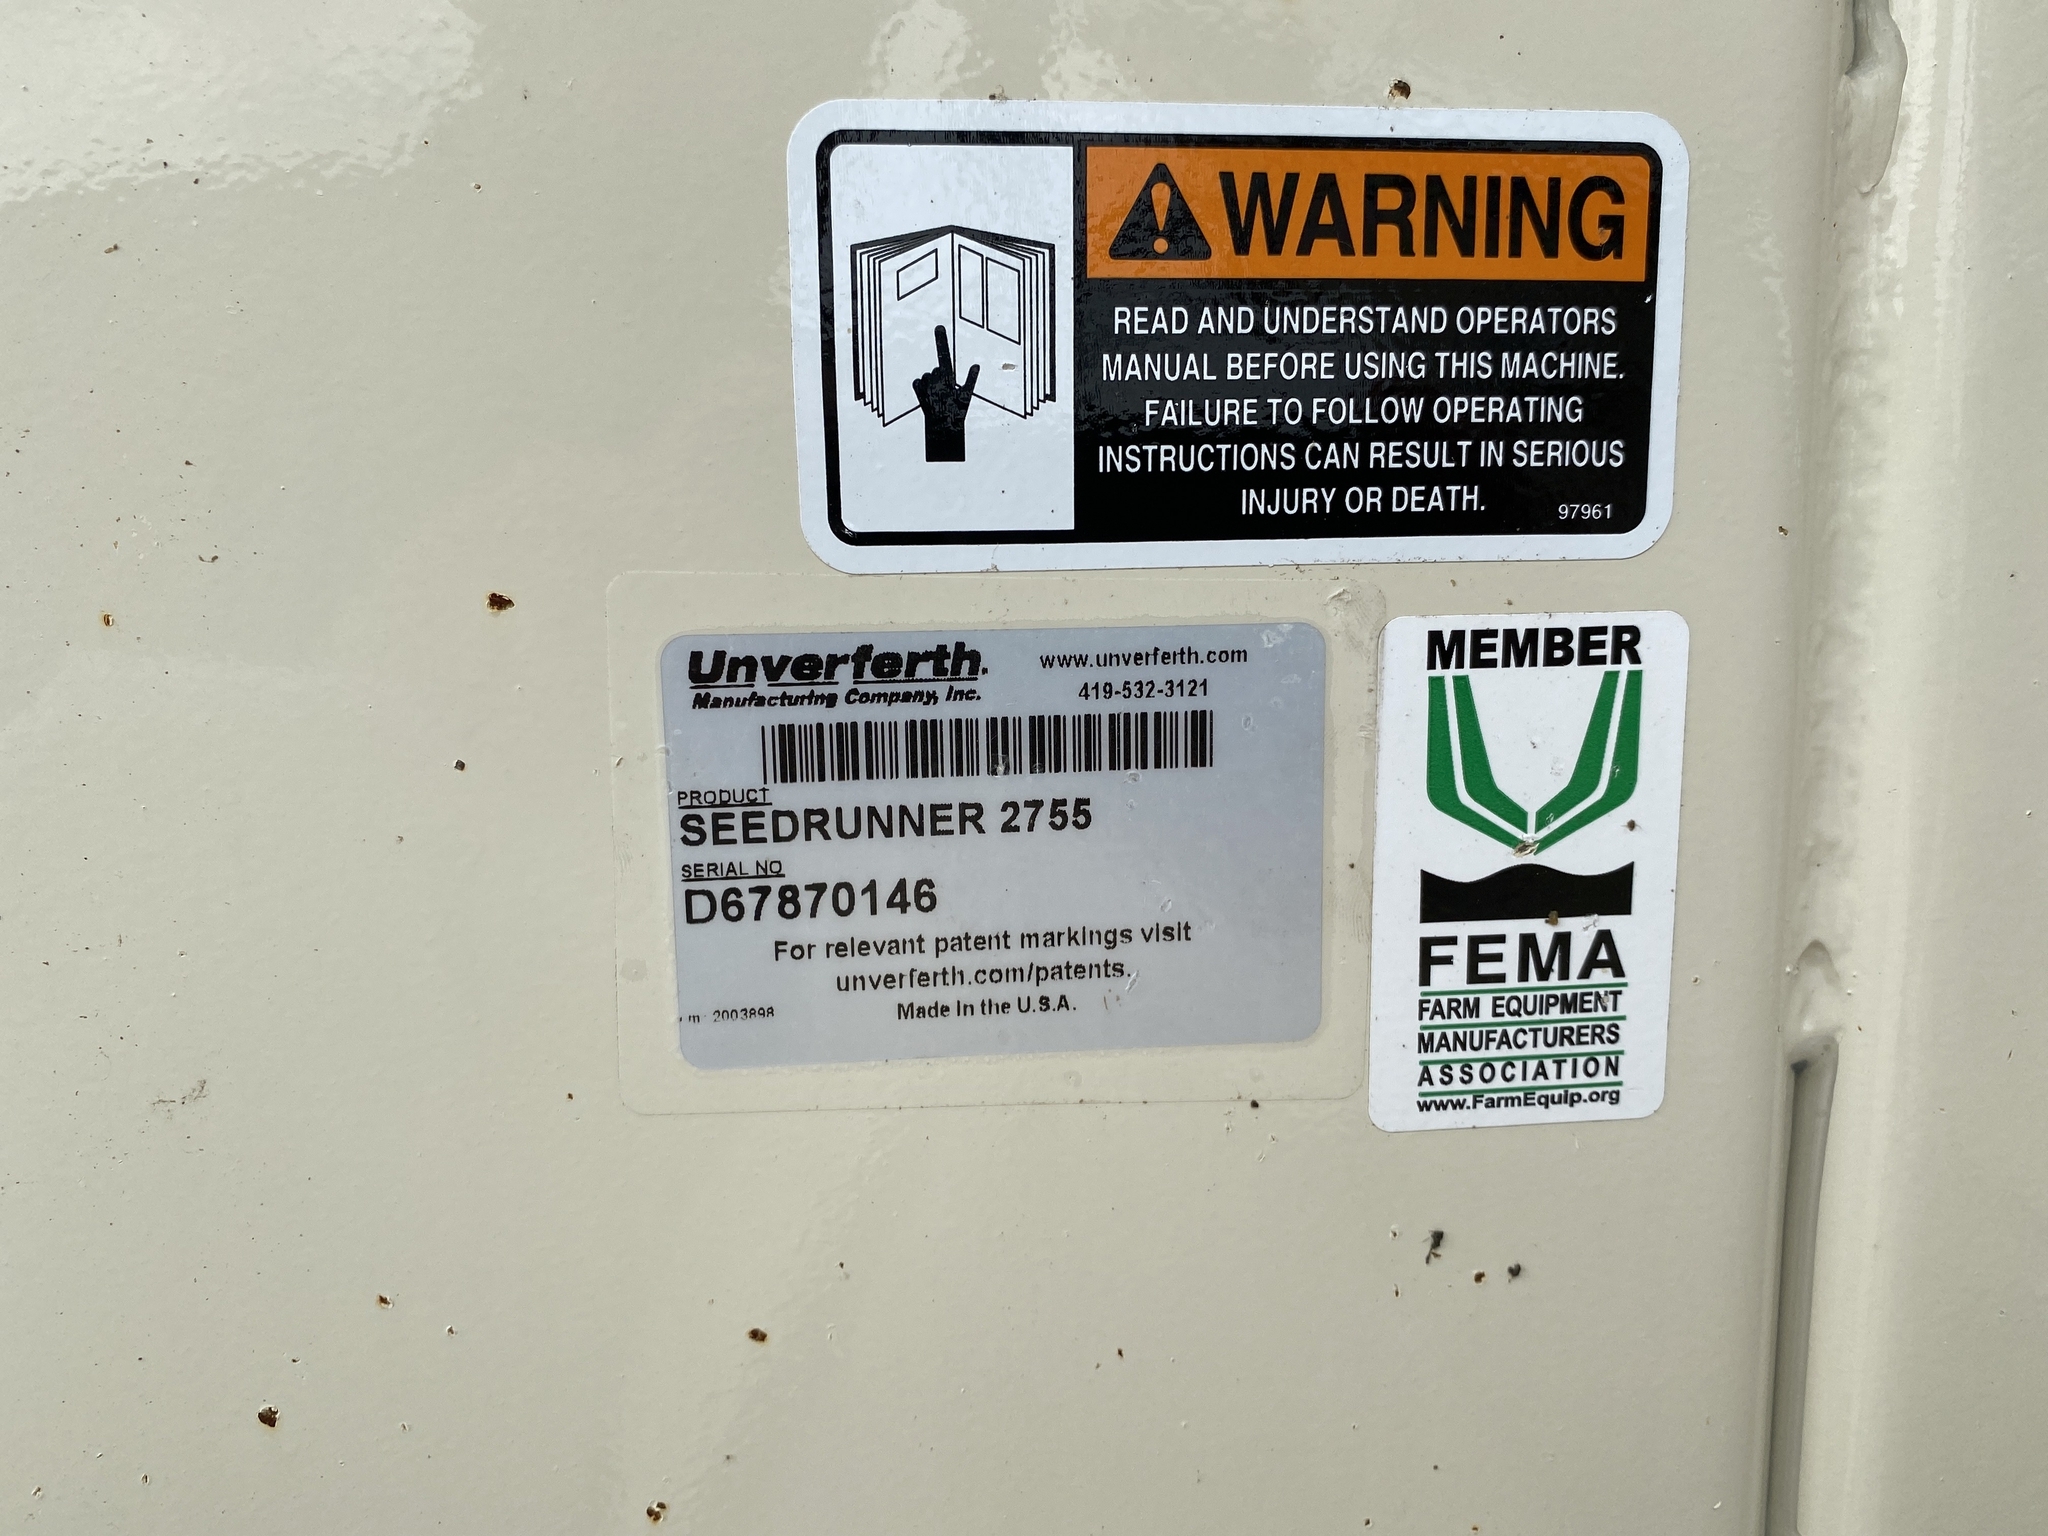 WARNING
READ AND UNDERSTAND OPERATORS
MANUAL BEFORE USING THIS MACHINE.
FAILURE TO FOLLOW OPERATING
INSTRUCTIONS CAN RESULT IN SERIOUS
INJURY OR DEATH.
97961
Unverferth.
Manufacturing Company, Inc.
www.unverferth.com
419-532-3121
PRODUCT
SEEDRUNNER 2755
SERIAL NO
D67870146
For relevant patent markings visit
unverferth.com/patents.
Made in the U.S.A.
2003898
MEMBER
FEMA
FARM EQUIPMENT
MANUFACTURERS
ASSOCIATION
www.FarmEquip.org